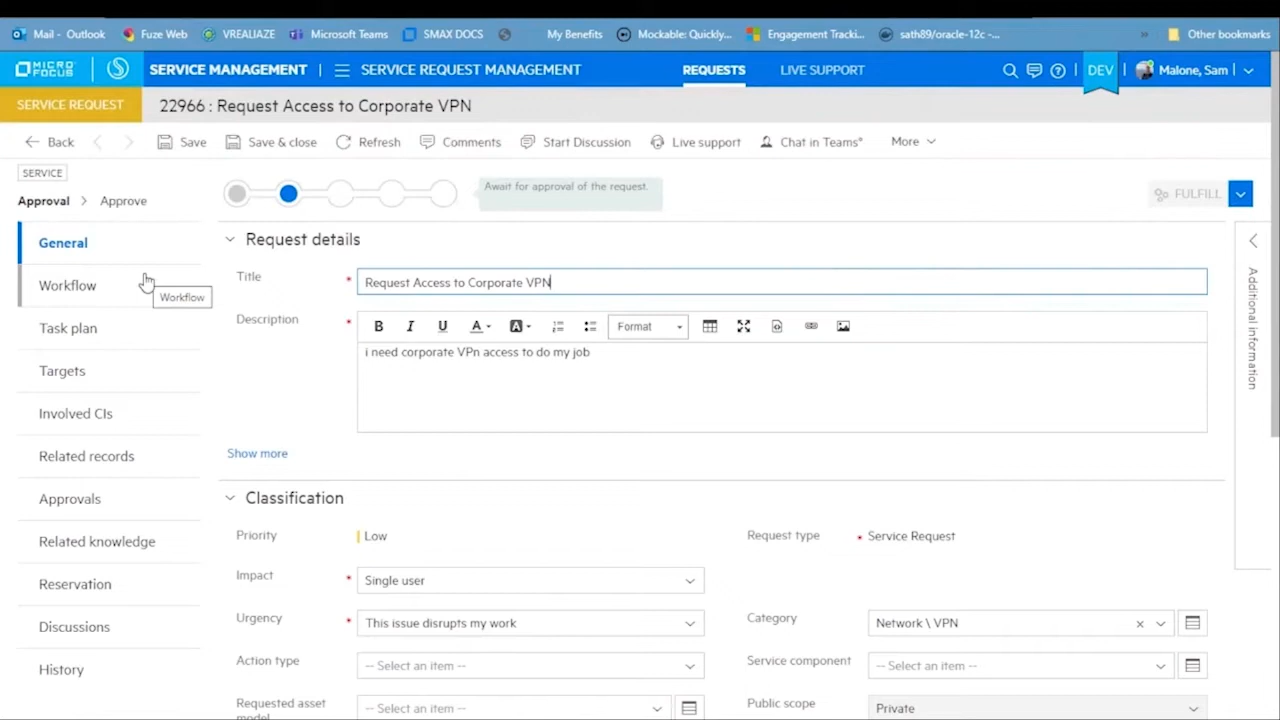 Mail - Outlook Fuze Web VREALIAZE Microsoft Teams SMAX DOCS My Benefits Mockable: Quickly... Engagement Tracki... sath89/oracle-12c -... » Other bookmarks
MICRO FOCUS SERVICE MANAGEMENT SERVICE REQUEST MANAGEMENT REQUESTS LIVE SUPPORT DEV Malone, Sam
SERVICE REQUEST 22966 : Request Access to Corporate VPN
Back Save Save & close Refresh Comments Start Discussion Live support Chat in Teams* More
SERVICE
Approval > Approve
Await for approval of the request.
FULFILL
General
Workflow
Workflow
Task plan
Targets
Involved CIs
Related records
Approvals
Related knowledge
Reservation
Discussions
History
Request details
Title * Request Access to Corporate VPN
Description *
B I U A A Format
i need corporate VPn access to do my job
Show more
Classification
Priority Low
Request type * Service Request
Impact * Single user
Urgency * This issue disrupts my work
Category Network \ VPN
Action type -- Select an item --
Service component -- Select an item --
Requested asset model -- Select an item --
Public scope Private
Additional information